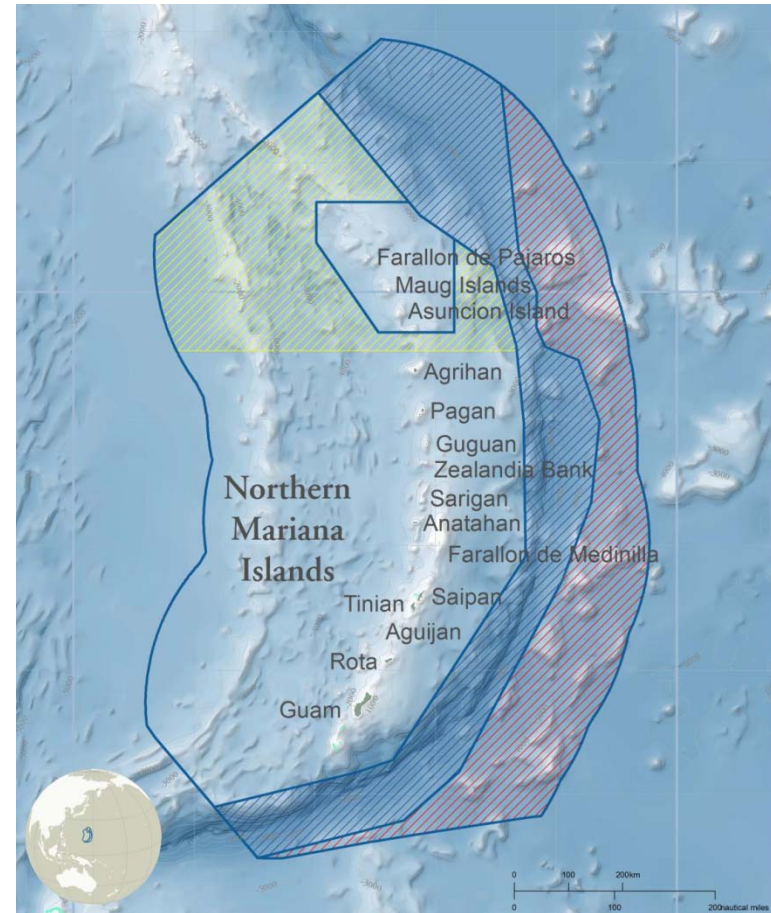 Farallon de Pajaros
Maug Islands
Asuncion Island
Agrihan
Pagan
Guguan
Zealandia Bank
Sarigan
Anatahan
Northern
Mariana
Islands
Farallon de Medinilla
Saipan
Tinian
Aguijan
Rota
Guam
0 100 200km
0 100 200nautical miles